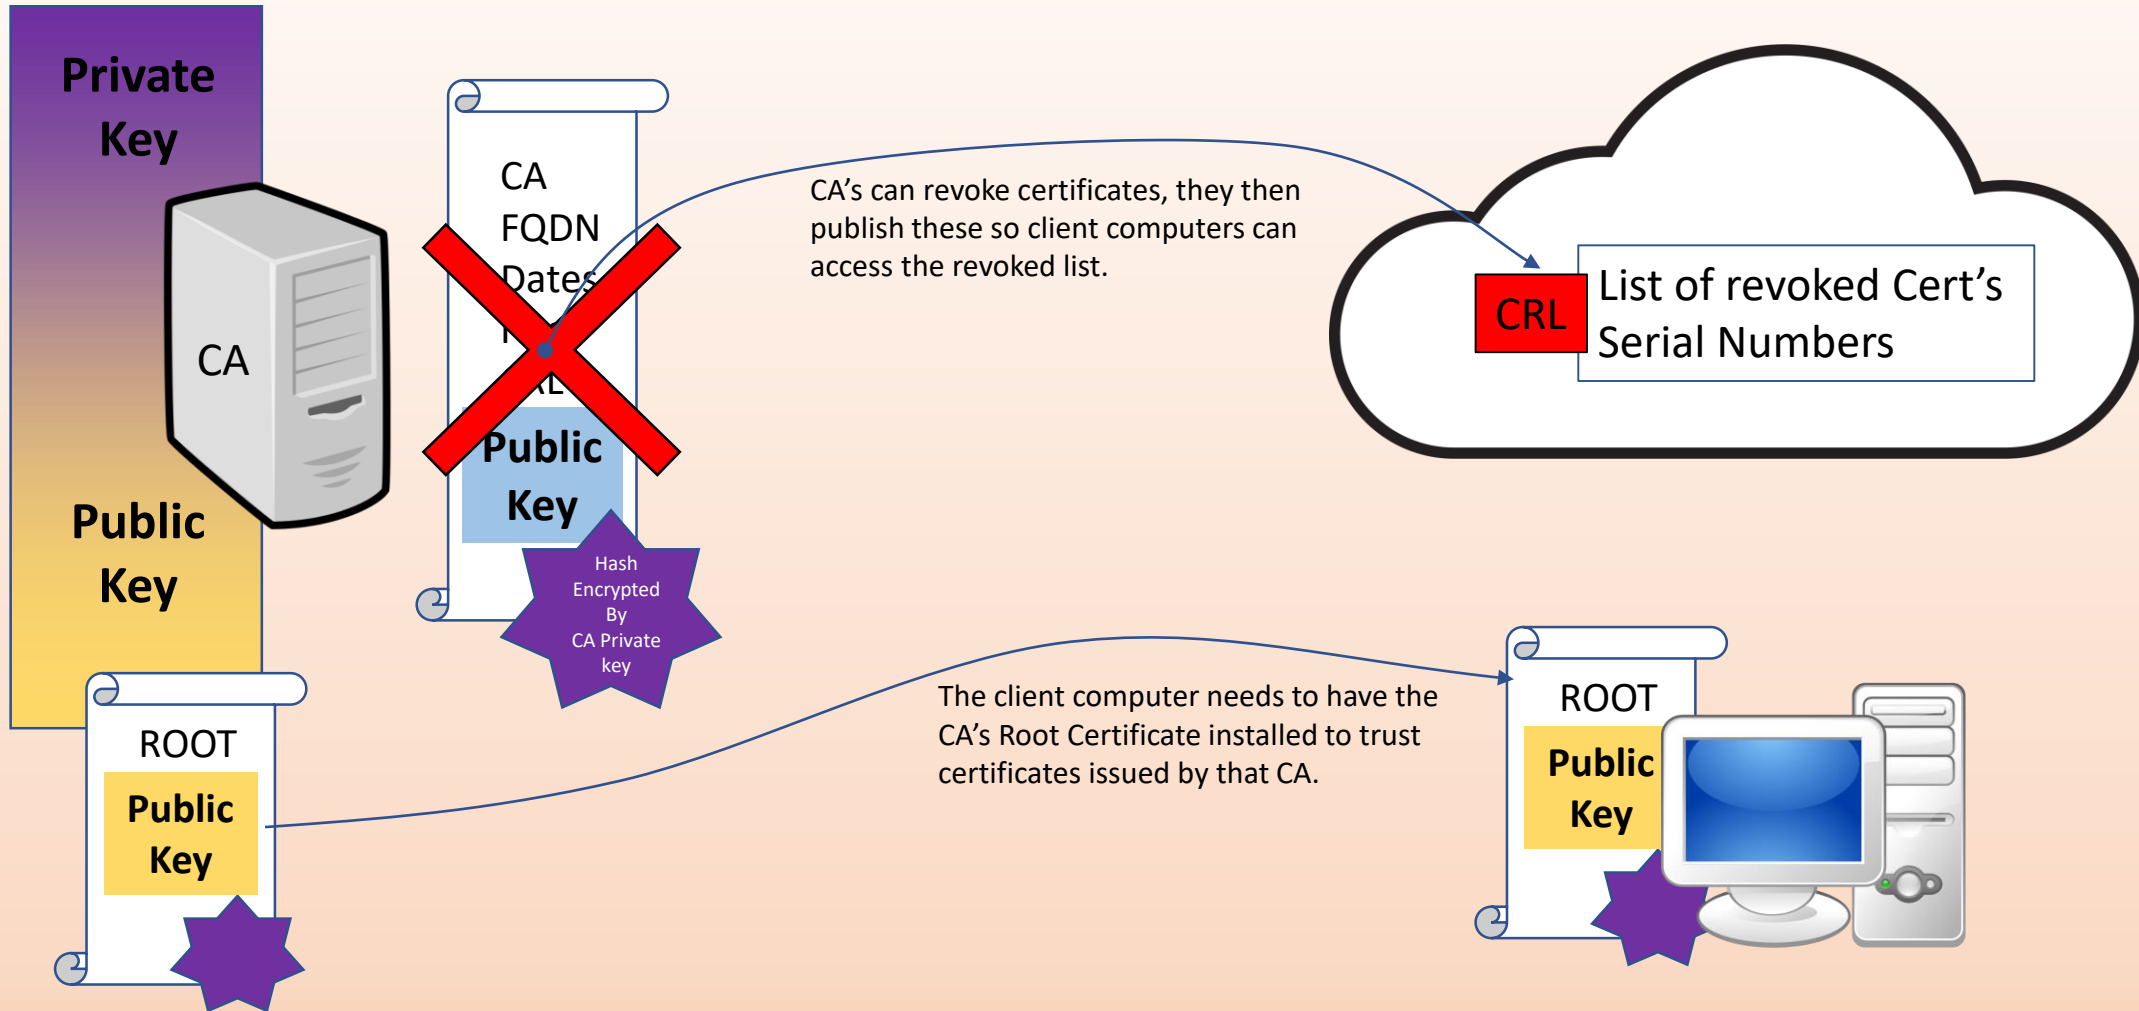 Private
Key
CA
Public
Key
ROOT
Public
Key
CA
FQDN
Dates
Public
Key
Hash
Encrypted
By
CA Private
key
CA's can revoke certificates, they then
publish these so client computers can
access the revoked list.
CRL
List of revoked Cert's
Serial Numbers
The client computer needs to have the
CA's Root Certificate installed to trust
certificates issued by that CA.
ROOT
Public
Key